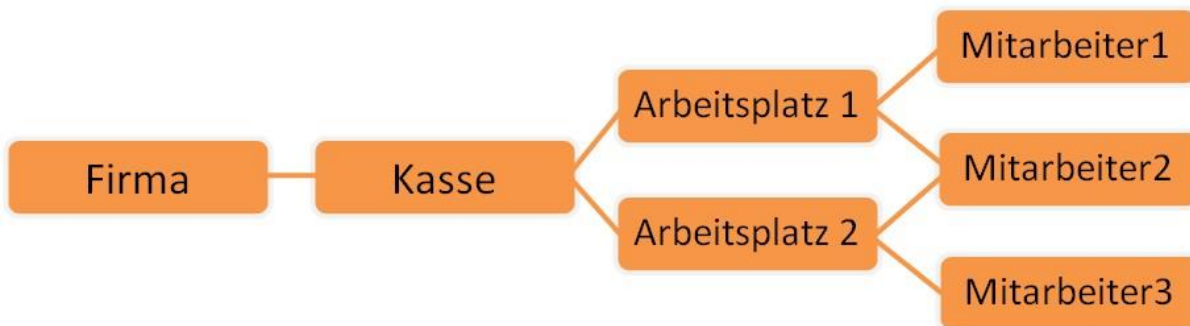 Firma
Kasse
Arbeitsplatz 1
Arbeitsplatz 2
Mitarbeiter1
Mitarbeiter2
Mitarbeiter3